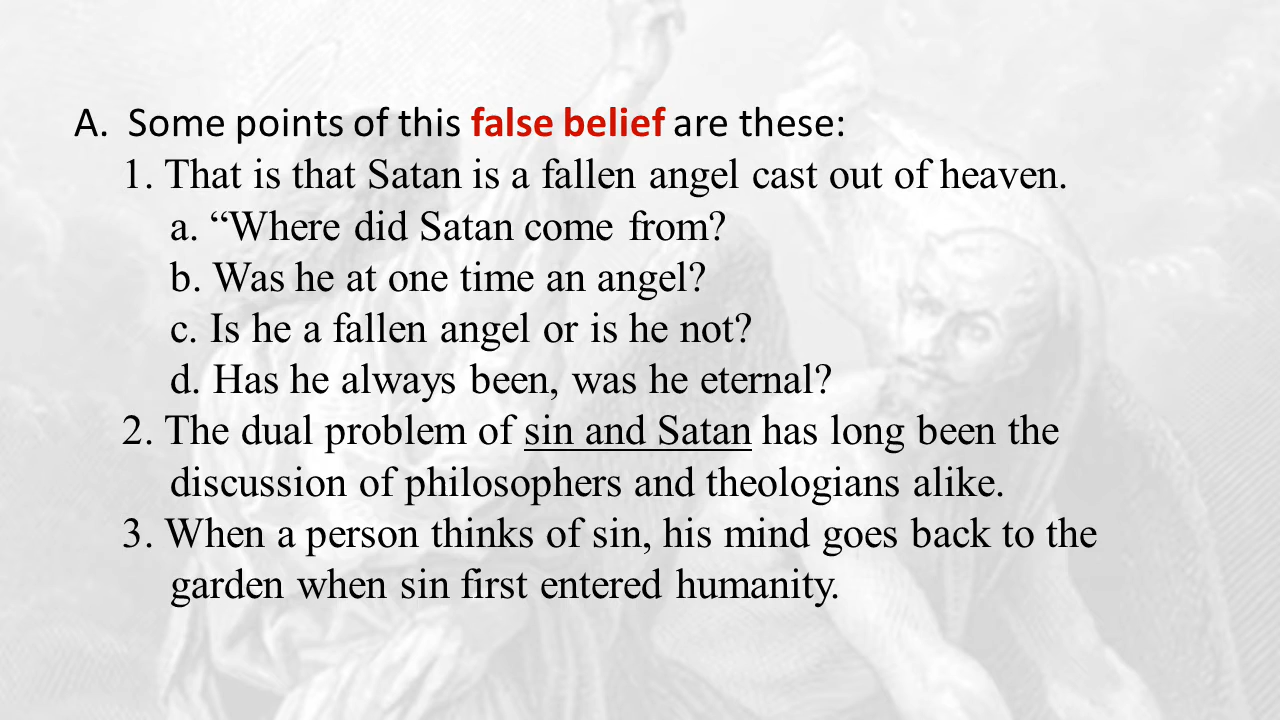 A. Some points of this false belief are these:
1. That is that Satan is a fallen angel cast out of heaven.
a. “Where did Satan come from?
b. Was he at one time an angel?
c. Is he a fallen angel or is he not?
d. Has he always been, was he eternal?
2. The dual problem of sin and Satan has long been the
discussion of philosophers and theologians alike.
3. When a person thinks of sin, his mind goes back to the
garden when sin first entered humanity.